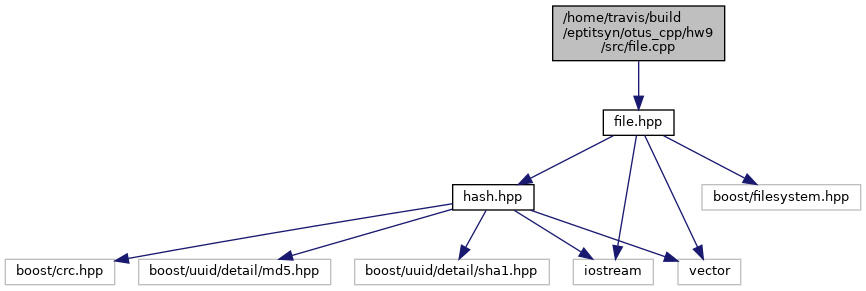 /home/travis/build
/eptitsyn/otus_cpp/hw9
/src/file.cpp
file.hpp
hash.hpp
boost/filesystem.hpp
boost/crc.hpp
boost/uuid/detail/md5.hpp
boost/uuid/detail/sha1.hpp
iostream
vector